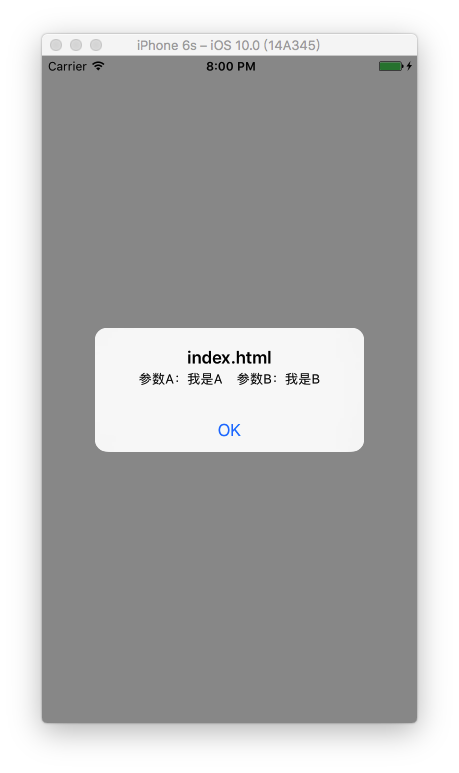 iPhone 6s – iOS 10.0 (14A345)
Carrier 8:00 PM
index.html
参数A：我是A 参数B：我是B
OK